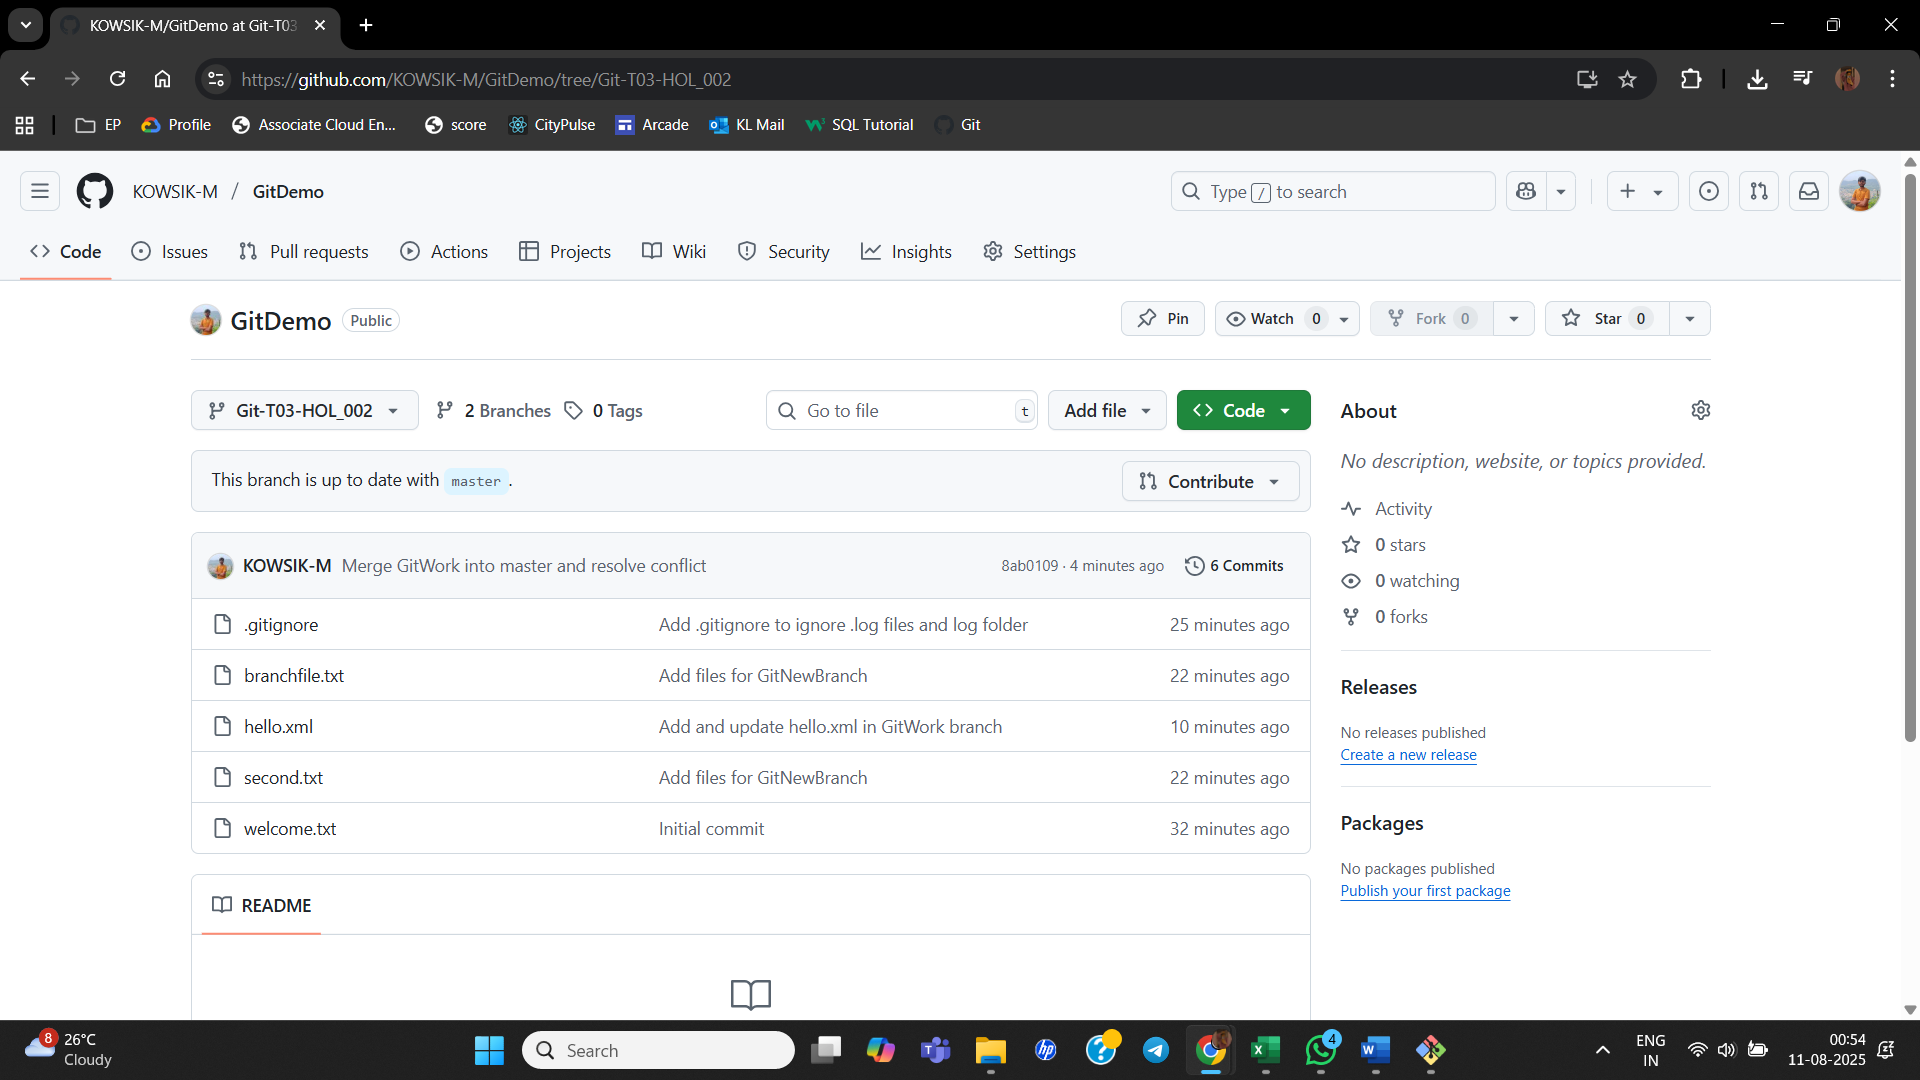 KOWSIK-M/GitDemo at Git-T03
https://github.com/KOWSIK-M/GitDemo/tree/Git-T03-HOL_002
EP
Profile
Associate Cloud En...
score
CityPulse
Arcade
KL Mail
SQL Tutorial
Git
KOWSIK-M / GitDemo
Type / to search
Code
Issues
Pull requests
Actions
Projects
Wiki
Security
Insights
Settings
GitDemo Public
Pin
Watch 0
Fork 0
Star 0
Git-T03-HOL_002
2 Branches
0 Tags
Go to file t
Add file
Code
About
No description, website, or topics provided.
This branch is up to date with master .
Contribute
Activity
0 stars
0 watching
0 forks
KOWSIK-M Merge GitWork into master and resolve conflict 8ab0109 · 4 minutes ago 6 Commits
.gitignore Add .gitignore to ignore .log files and log folder 25 minutes ago
branchfile.txt Add files for GitNewBranch 22 minutes ago
hello.xml Add and update hello.xml in GitWork branch 10 minutes ago
second.txt Add files for GitNewBranch 22 minutes ago
welcome.txt Initial commit 32 minutes ago
Releases
No releases published
Create a new release
Packages
No packages published
Publish your first package
README
8
26°C
Cloudy
Search
4
ENG
IN
00:54
11-08-2025